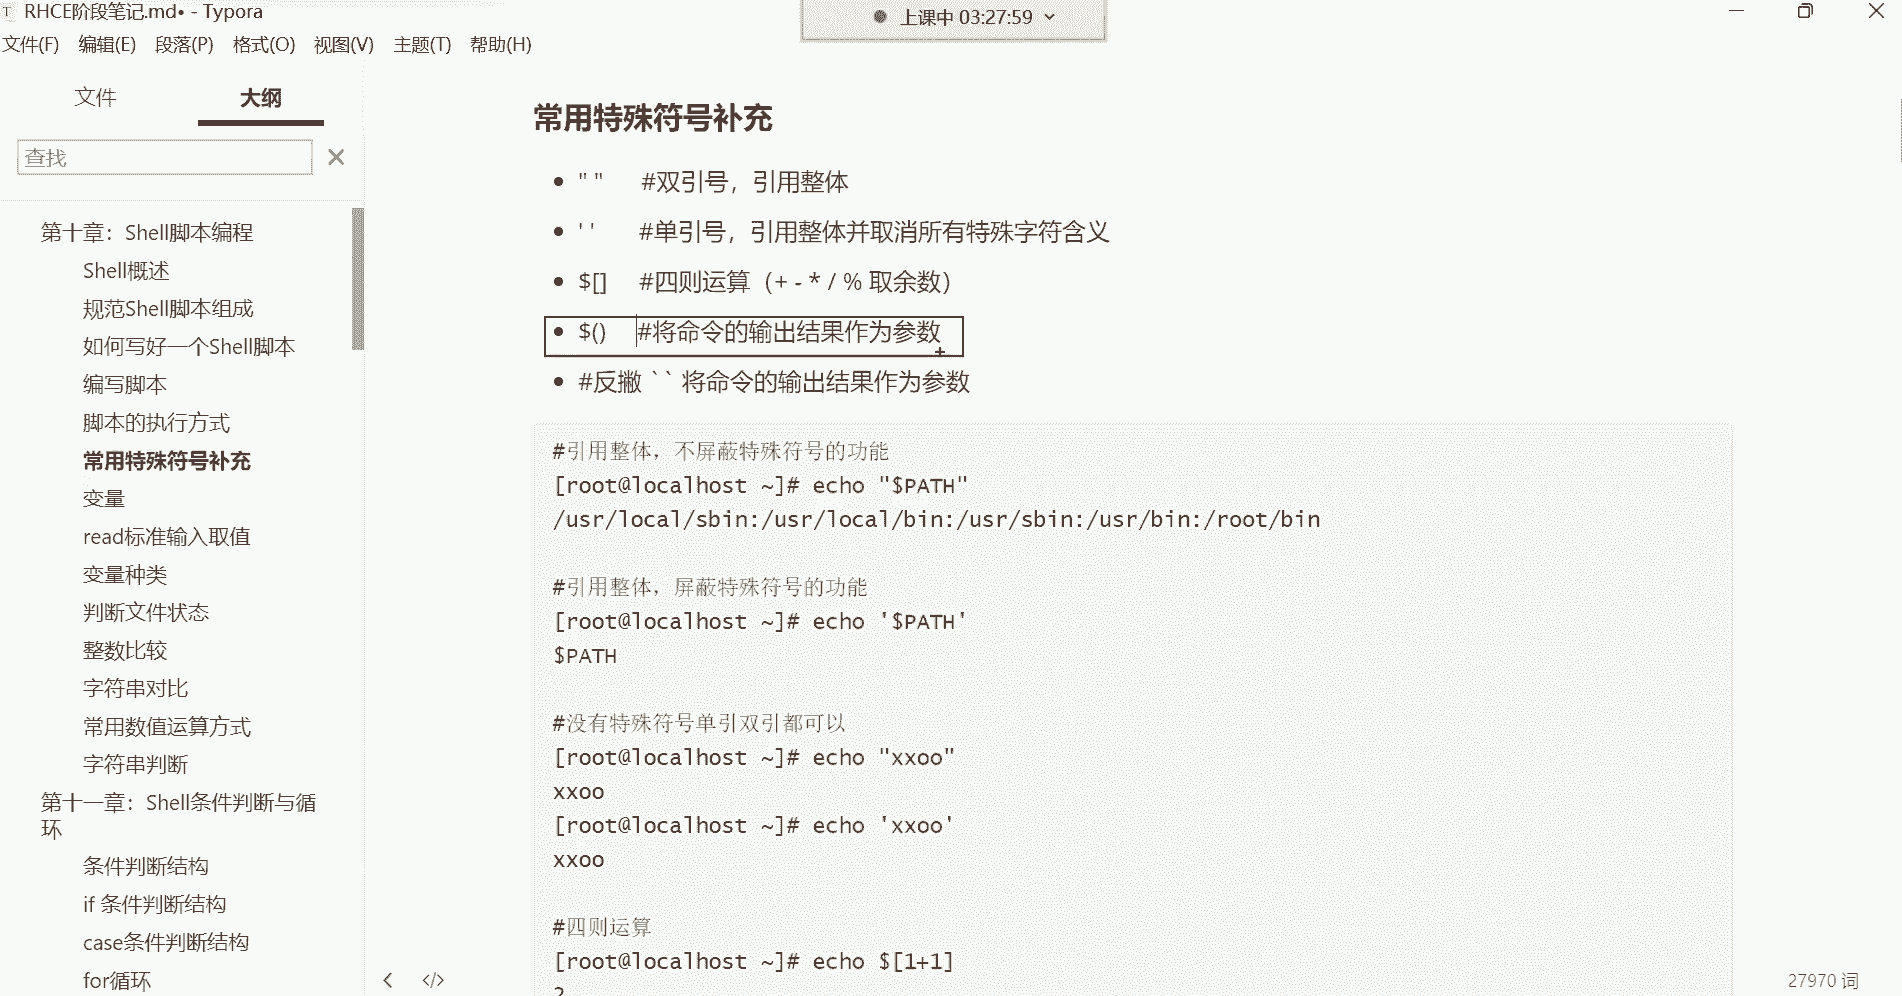 RHCE阶段笔记.md• - Typora
上课中 03:27:59
文件(F) 编辑(E) 段落(P) 格式(O) 视图(V) 主题(T) 帮助(H)
文件 大纲
查找
第十章：Shell脚本编程
Shell概述
规范Shell脚本组成
如何写好一个Shell脚本
编写脚本
脚本的执行方式
常用特殊符号补充
变量
read标准输入取值
变量种类
判断文件状态
整数比较
字符串对比
常用数值运算方式
字符串判断
第十一章：Shell条件判断与循
环
条件判断结构
if 条件判断结构
case条件判断结构
for循环
常用特殊符号补充
• " " #双引号，引用整体
• ' ' #单引号，引用整体并取消所有特殊字符含义
• $[] #四则运算（+ - * / % 取余数）
• $() #将命令的输出结果作为参数
• #反撇 ` ` 将命令的输出结果作为参数
#引用整体，不屏蔽特殊符号的功能
[root@localhost ~]# echo "$PATH"
/usr/local/sbin:/usr/local/bin:/usr/sbin:/usr/bin:/root/bin
#引用整体，屏蔽特殊符号的功能
[root@localhost ~]# echo '$PATH'
$PATH
#没有特殊符号单引双引都可以
[root@localhost ~]# echo "xxoo"
xxoo
[root@localhost ~]# echo 'xxoo'
xxoo
#四则运算
[root@localhost ~]# echo $[1+1]
2
27970 词